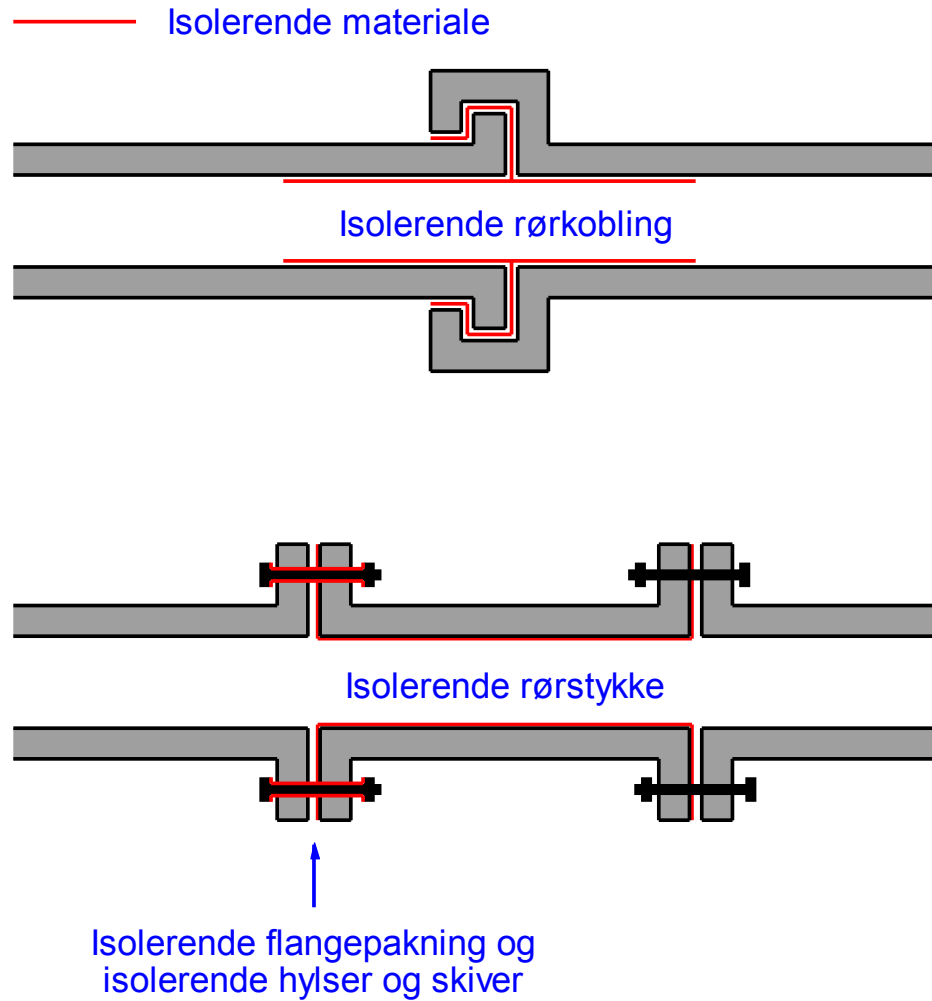 Isolerende materiale
Isolerende rørkobling
Isolerende rørstykke
Isolerende flangepakning og
isolerende hylser og skiver